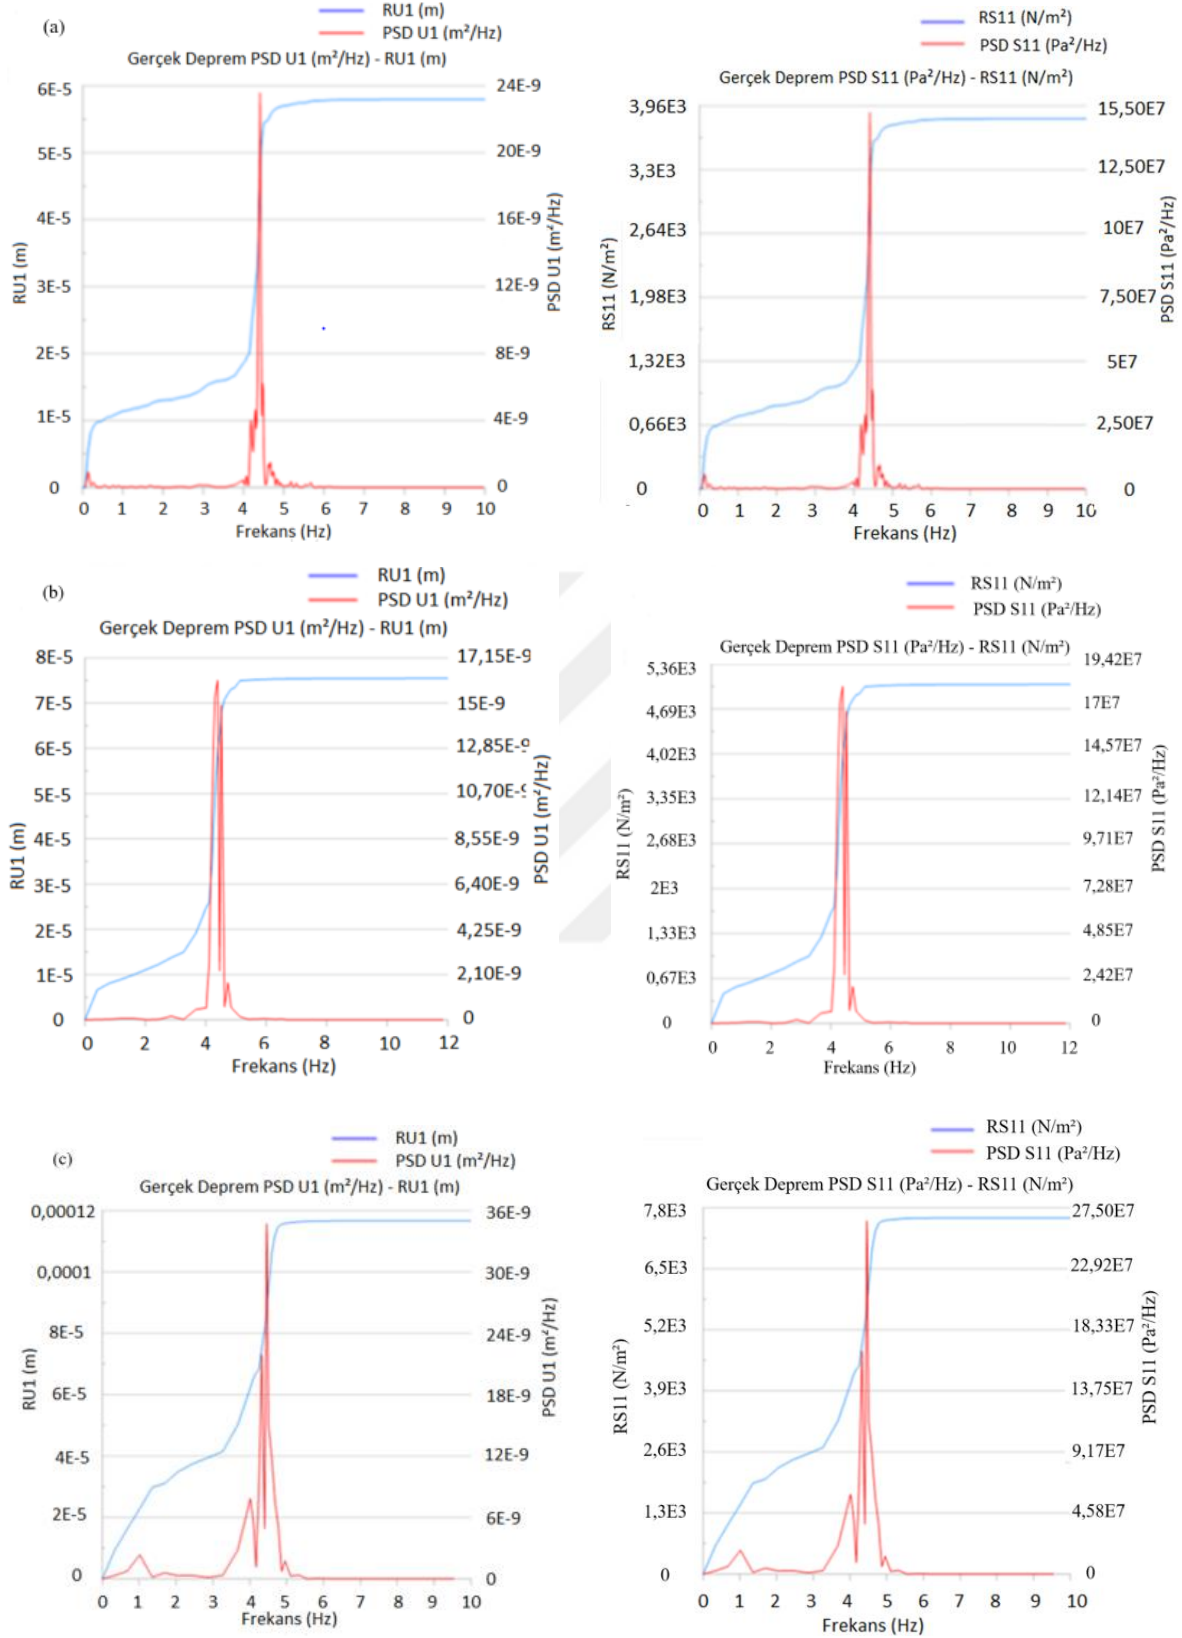 (a)
RU1 (m)
PSD U1 (m²/Hz)
Gerçek Deprem PSD U1 (m²/Hz) - RU1 (m)
6E-5
5E-5
4E-5
3E-5
2E-5
1E-5
0
RU1 (m)
24E-9
20E-9
16E-9
12E-9
8E-9
4E-9
0
PSD U1 (m²/Hz)
0 1 2 3 4 5 6 7 8 9 10
Frekans (Hz)
RS11 (N/m²)
PSD S11 (Pa²/Hz)
Gerçek Deprem PSD S11 (Pa²/Hz) - RS11 (N/m²)
3,96E3
3,3E3
2,64E3
1,98E3
1,32E3
0,66E3
0
RS11 (N/m²)
15,50E7
12,50E7
10E7
7,50E7
5E7
2,50E7
0
PSD S11 (Pa²/Hz)
0 1 2 3 4 5 6 7 8 9 10
Frekans (Hz)
(b)
RU1 (m)
PSD U1 (m²/Hz)
Gerçek Deprem PSD U1 (m²/Hz) - RU1 (m)
8E-5
7E-5
6E-5
5E-5
4E-5
3E-5
2E-5
1E-5
0
RU1 (m)
17,15E-9
15E-9
12,85E-9
10,70E-9
8,55E-9
6,40E-9
4,25E-9
2,10E-9
0
PSD U1 (m²/Hz)
0 2 4 6 8 10 12
Frekans (Hz)
RS11 (N/m²)
PSD S11 (Pa²/Hz)
Gerçek Deprem PSD S11 (Pa²/Hz) - RS11 (N/m²)
5,36E3
4,69E3
4,02E3
3,35E3
2,68E3
2E3
1,33E3
0,67E3
0
RS11 (N/m²)
19,42E7
17E7
14,57E7
12,14E7
9,71E7
7,28E7
4,85E7
2,42E7
0
PSD S11 (Pa²/Hz)
0 2 4 6 8 10 12
Frekans (Hz)
(c)
RU1 (m)
PSD U1 (m²/Hz)
Gerçek Deprem PSD U1 (m²/Hz) - RU1 (m)
0,00012
0,0001
8E-5
6E-5
4E-5
2E-5
0
RU1 (m)
36E-9
30E-9
24E-9
18E-9
12E-9
6E-9
0
PSD U1 (m²/Hz)
0 1 2 3 4 5 6 7 8 9 10
Frekans (Hz)
RS11 (N/m²)
PSD S11 (Pa²/Hz)
Gerçek Deprem PSD S11 (Pa²/Hz) - RS11 (N/m²)
7,8E3
6,5E3
5,2E3
3,9E3
2,6E3
1,3E3
0
RS11 (N/m²)
27,50E7
22,92E7
18,33E7
13,75E7
9,17E7
4,58E7
0
PSD S11 (Pa²/Hz)
0 1 2 3 4 5 6 7 8 9 10
Frekans (Hz)